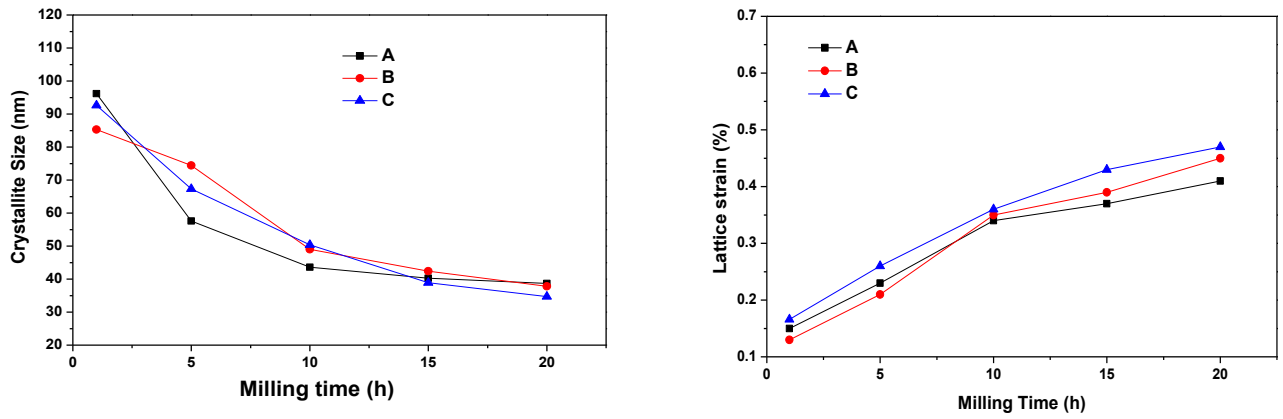 120
110
100
90
80
70
60
50
40
30
20
Crystallite Size (nm)
A
B
C
0 5 10 15 20
Milling time (h)
0.7
0.6
0.5
0.4
0.3
0.2
0.1
Lattice strain (%)
A
B
C
0 5 10 15 20
Milling Time (h)